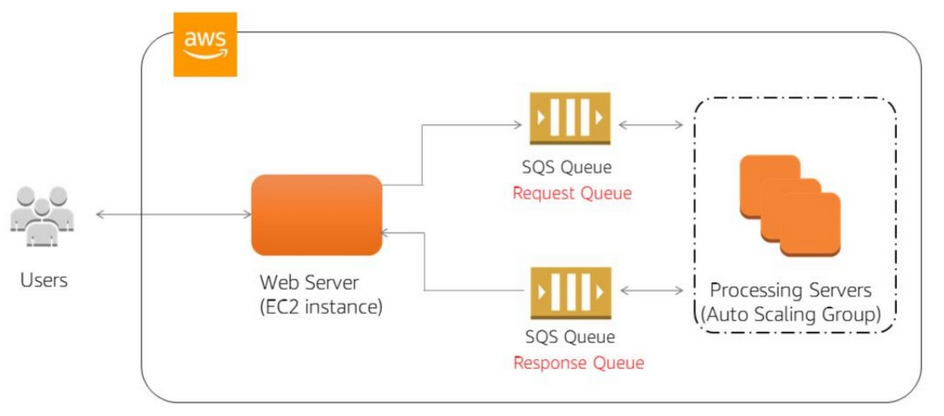 aws
SQS Queue
Request Queue
Users
Web Server
(EC2 instance)
SQS Queue
Response Queue
Processing Servers
(Auto Scaling Group)